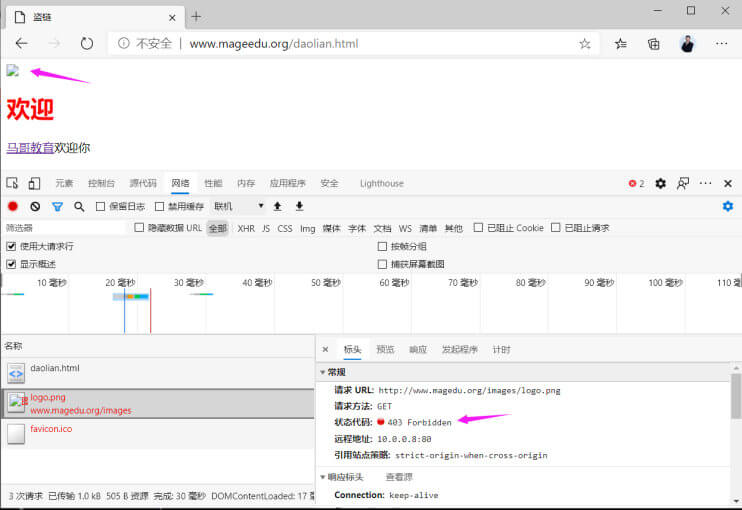 盗链
不安全 | www.mageedu.org/daolian.html
欢迎
马哥教育欢迎你
元素 控制台 源代码 网络 性能 内存 应用程序 安全 Lighthouse 2
保留日志 禁用缓存 联机
筛选器 隐藏数据 URL 全部 XHR JS CSS Img 媒体 字体 文档 WS 清单 其他 已阻止 Cookie 已阻止请求
使用大请求行 按帧分组
显示概述 捕获屏幕截图
10 毫秒 20 毫秒 30 毫秒 40 毫秒 50 毫秒 60 毫秒 70 毫秒 80 毫秒 90 毫秒 100 毫秒 110 毫
名称
daolian.html
logo.png
www.magedu.org/images
favicon.ico
3 次请求 已传输 1.0 kB 505 B 资源 完成: 30 毫秒 DOMContentLoaded: 17 毫
标头 预览 响应 发起程序 计时
常规
请求 URL: http://www.magedu.org/images/logo.png
请求方法: GET
状态代码: 403 Forbidden
远程地址: 10.0.0.8:80
引用站点策略: strict-origin-when-cross-origin
响应标头 查看源
Connection: keep-alive